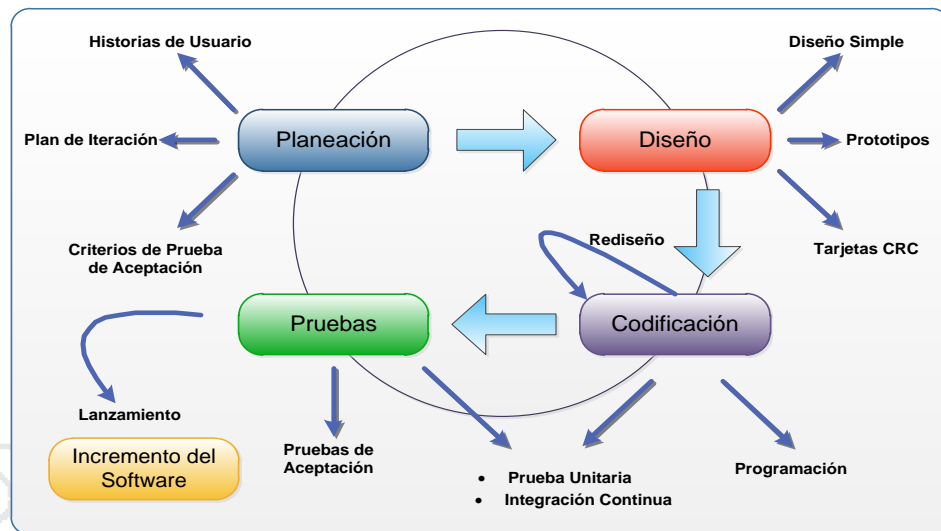 Historias de Usuario
Diseño Simple
Planeación
Diseño
Plan de Iteración
Prototipos
Rediseño
Criterios de Prueba
de Aceptación
Tarjetas CRC
Pruebas
Codificación
Lanzamiento
Incremento del
Software
Pruebas de
Aceptación
• Prueba Unitaria
• Integración Continua
Programación